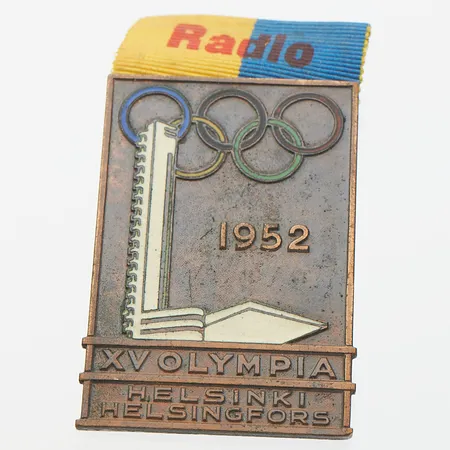 Radio
1952
XV OLYMPIA
HELSINKI
HELSINGFORS